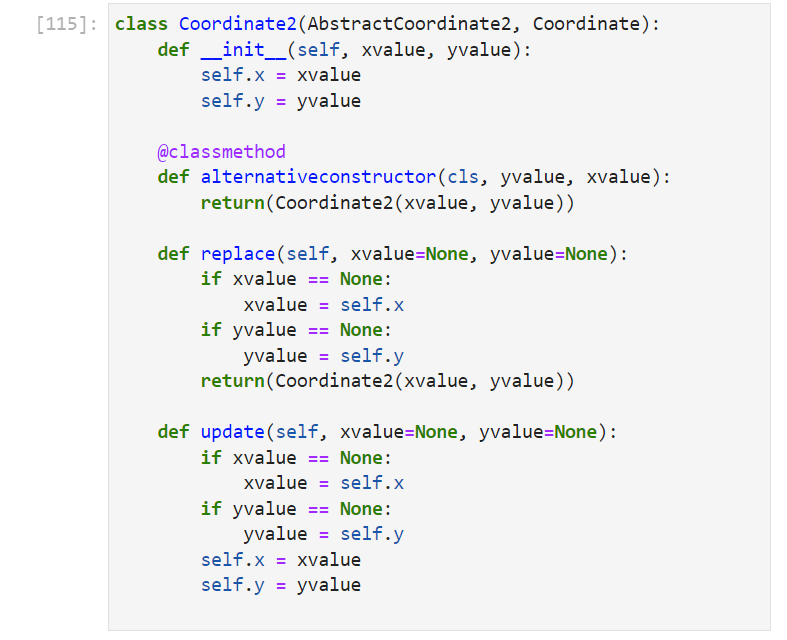 [115]: class Coordinate2(AbstractCoordinate2, Coordinate):
    def __init__(self, xvalue, yvalue):
        self.x = xvalue
        self.y = yvalue

    @classmethod
    def alternativeconstructor(cls, yvalue, xvalue):
        return(Coordinate2(xvalue, yvalue))

    def replace(self, xvalue=None, yvalue=None):
        if xvalue == None:
            xvalue = self.x
        if yvalue == None:
            yvalue = self.y
        return(Coordinate2(xvalue, yvalue))

    def update(self, xvalue=None, yvalue=None):
        if xvalue == None:
            xvalue = self.x
        if yvalue == None:
            yvalue = self.y
        self.x = xvalue
        self.y = yvalue